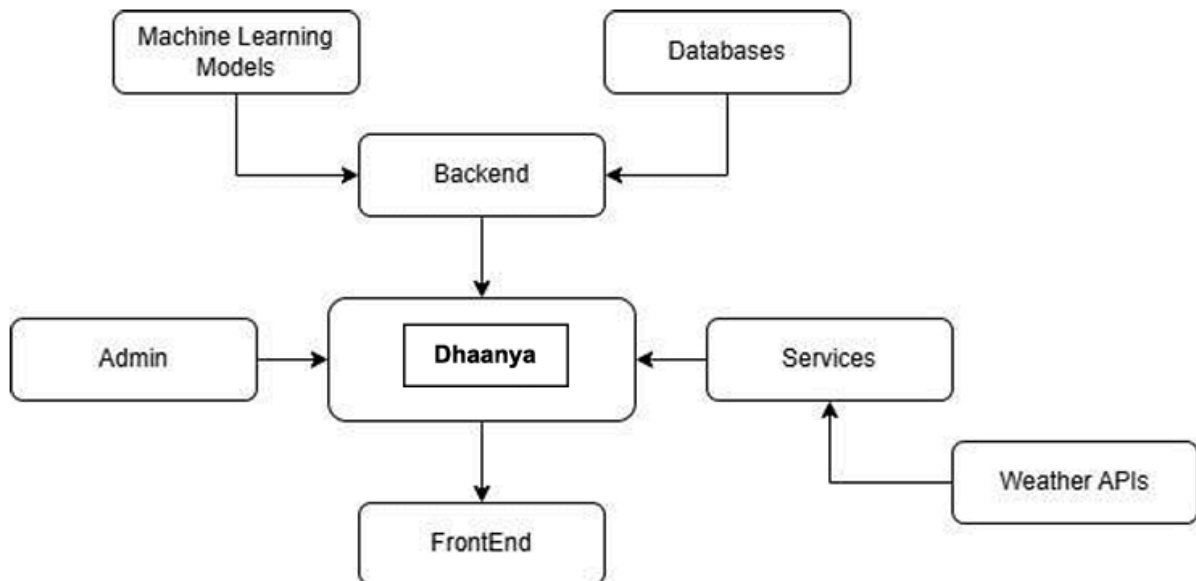 Machine Learning
Models
Databases
Backend
Admin
Dhaanya
Services
Weather APIs
FrontEnd